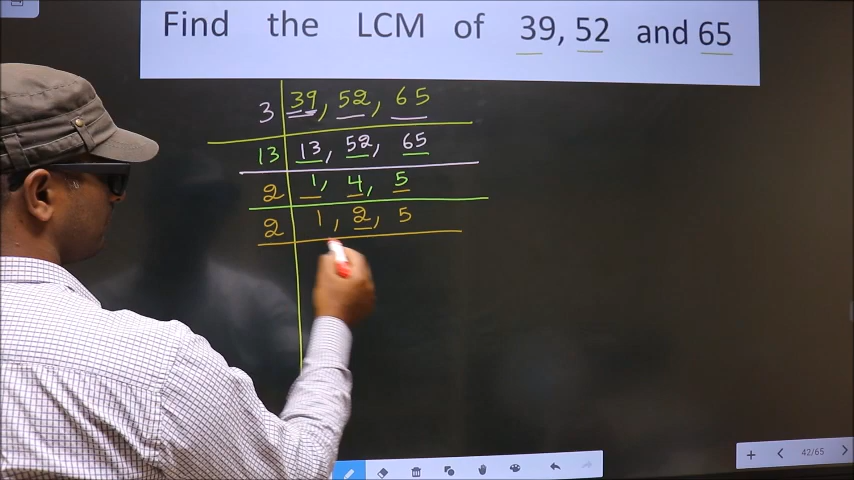 Find the LCM of 39, 52 and 65
3 39, 52, 65
13 13, 52, 65
2 1, 4, 5
2 1, 2, 5
42/65